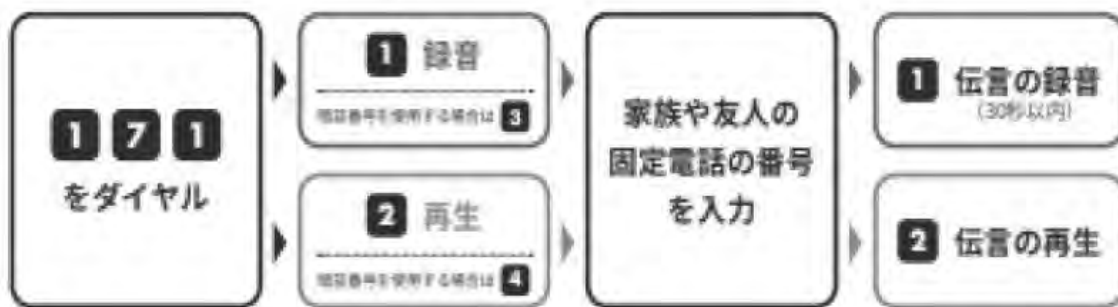 1 7 1
をダイヤル
1 録音
暗証番号を使用する場合は 3
2 再生
暗証番号を使用する場合は 4
家族や友人の
固定電話の番号
を入力
1 伝言の録音
(30秒以内)
2 伝言の再生